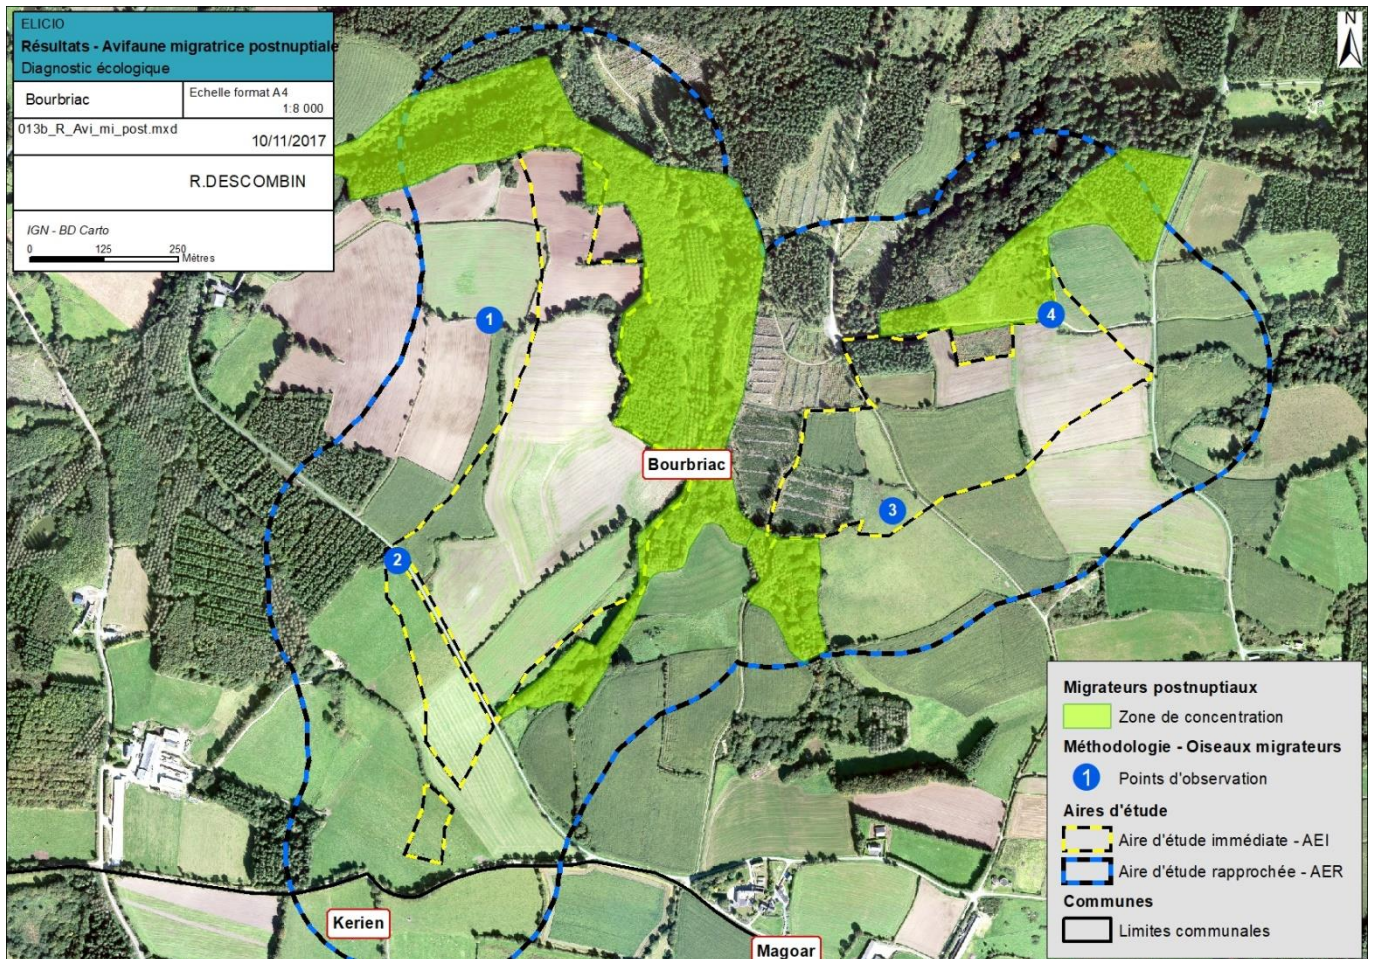 ELICIO
Résultats - Avifaune migratrice postnuptiale
Diagnostic écologique
Bourbriac
Echelle format A4
1:8 000
013b_R_Avi_mi_post.mxd
10/11/2017
R.DESCOMBIN
IGN - BD Carto
0 125 250
Mètres
N
1
4
Bourbriac
3
2
Kerien
Magoar
Migrateurs postnuptiaux
Zone de concentration
Méthodologie - Oiseaux migrateurs
1 Points d'observation
Aires d'étude
Aire d'étude immédiate - AEI
Aire d'étude rapprochée - AER
Communes
Limites communales